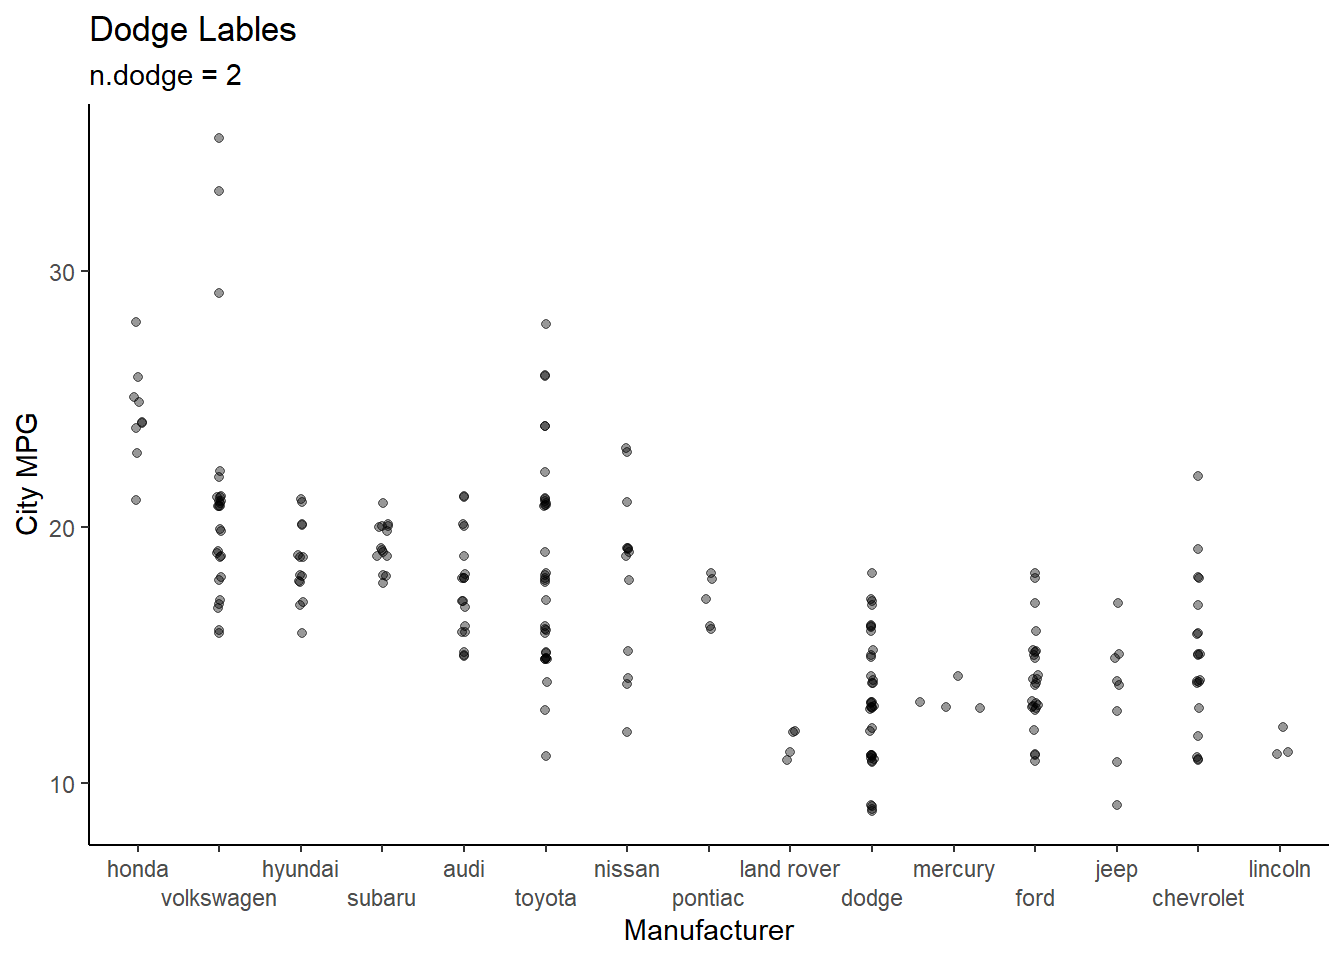 Dodge Lables
n.dodge = 2
City MPG
30
20
10
honda hyundai audi nissan land rover mercury jeep lincoln
volkswagen subaru toyota pontiac dodge ford chevrolet
Manufacturer